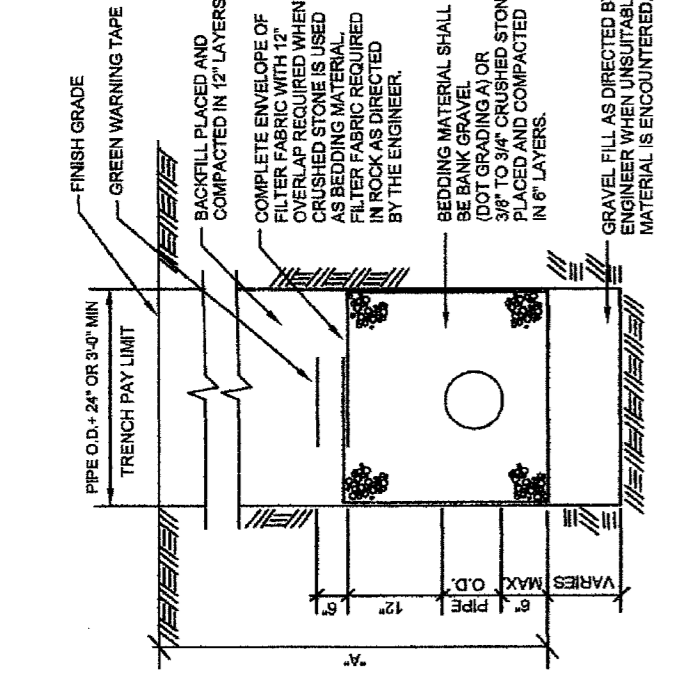 PIPE O.D.+ 24" OR 3'-0" MIN
TRENCH PAY LIMIT
FINISH GRADE
GREEN WARNING TAPE
BACKFILL PLACED AND
COMPACTED IN 12" LAYERS
COMPLETE ENVELOPE OF
FILTER FABRIC WITH 12"
OVERLAP REQUIRED WHEN
CRUSHED STONE IS USED
AS BEDDING MATERIAL,
FILTER FABRIC REQUIRED
IN ROCK AS DIRECTED
BY THE ENGINEER.
BEDDING MATERIAL SHALL
BE BANK GRAVEL
(DOT GRADING A) OR
3/8" TO 3/4" CRUSHED STON
PLACED AND COMPACTED
IN 6" LAYERS.
GRAVEL FILL AS DIRECTED BY
ENGINEER WHEN UNSUITABL
MATERIAL IS ENCOUNTERED.
6"
12"
PIPE
O.D.
6"
MAX.
VARIES
"A"